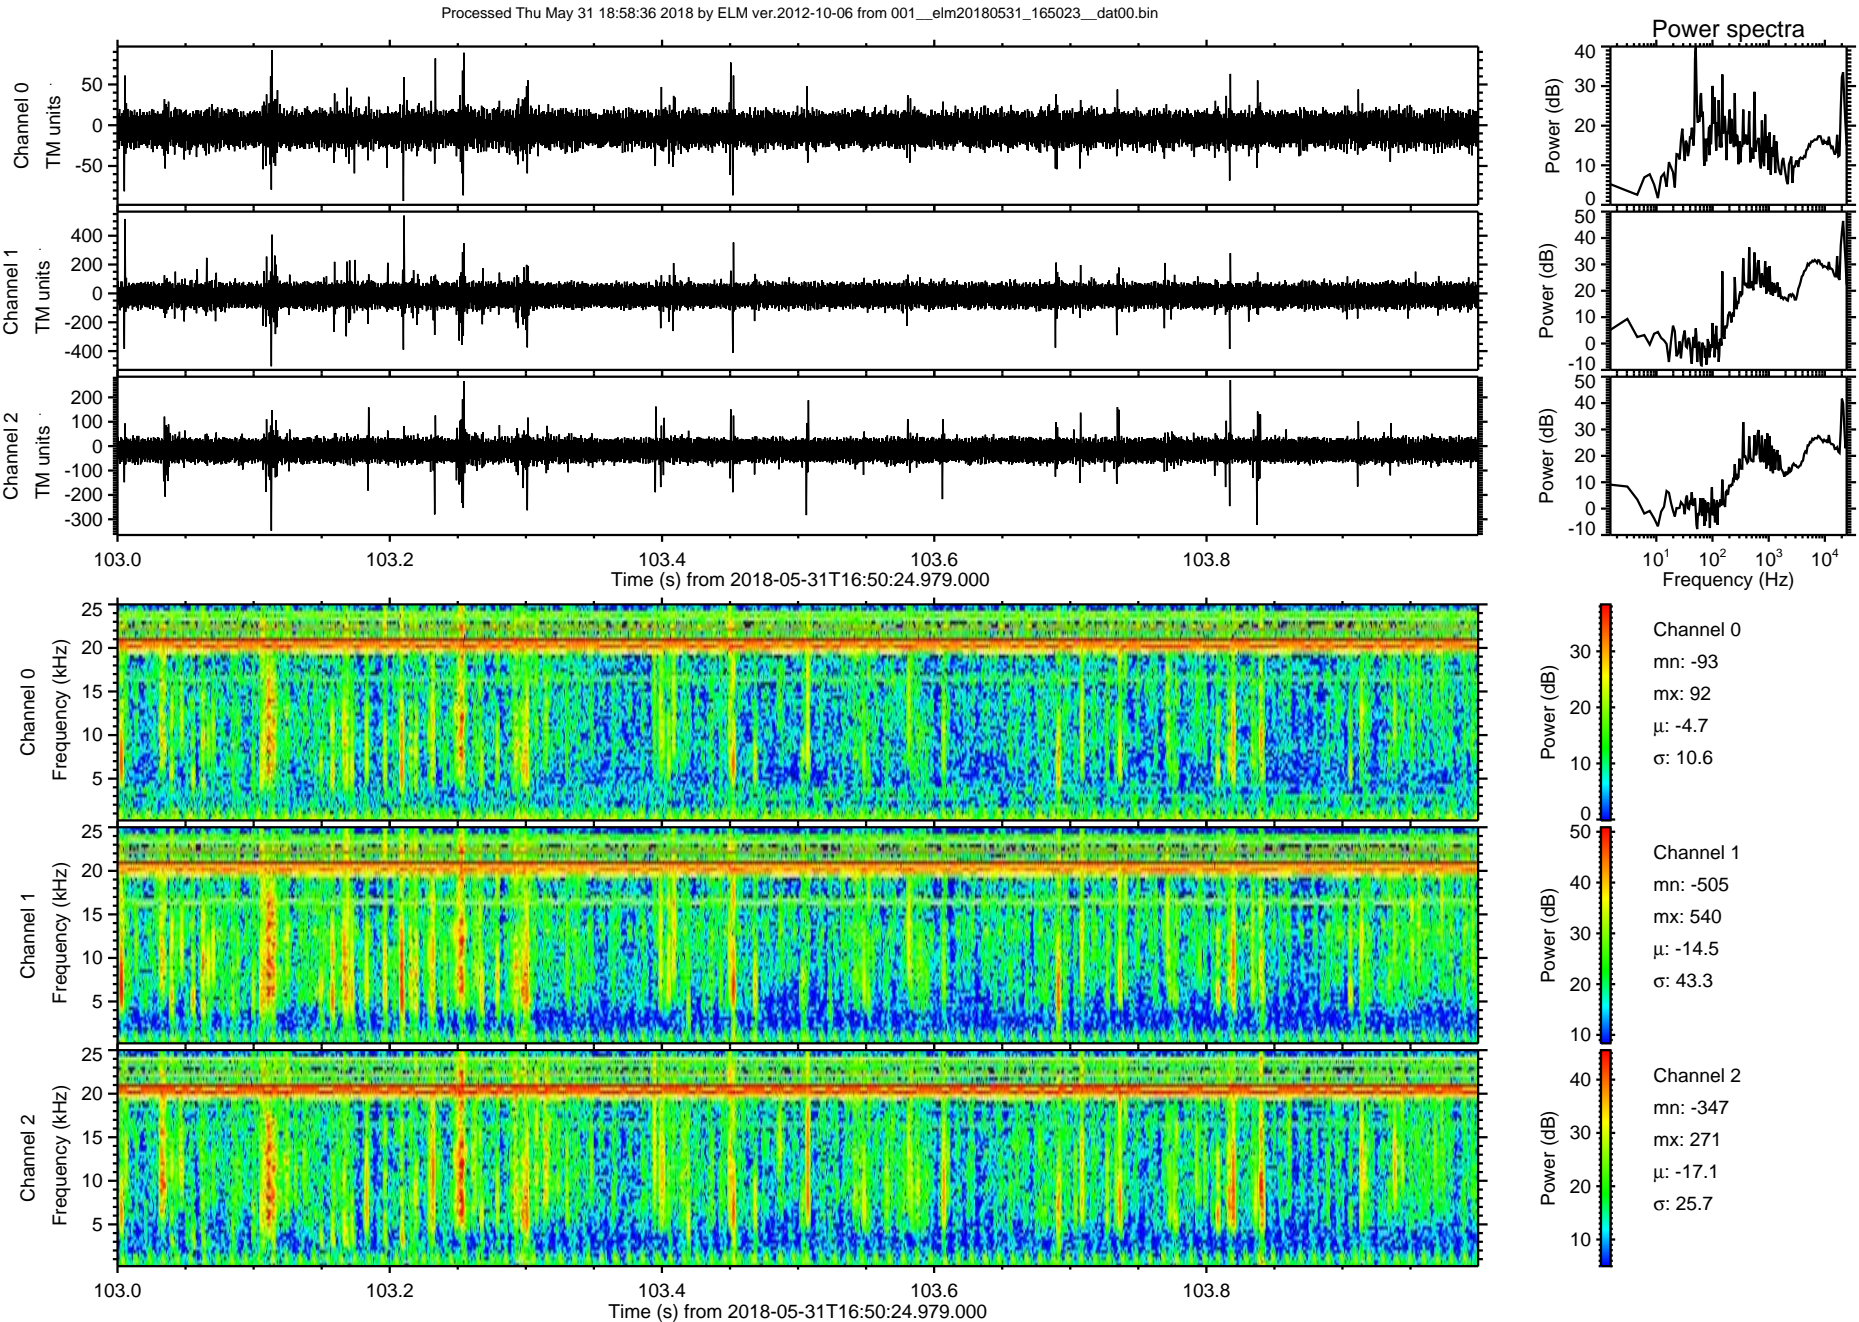 Processed Thu May 31 18:58:36 2018 by ELM ver.2012-10-06 from 001__elm20180531_165023__dat00.bin
Power spectra
Channel 0
TM units
50
0
-50
Power (dB)
40
30
20
10
0
Channel 1
TM units
400
200
0
-200
-400
Power (dB)
50
40
30
20
10
0
-10
Channel 2
TM units
200
100
0
-100
-200
-300
Power (dB)
50
40
30
20
10
0
-10
103.0 103.2 103.4 103.6 103.8
Time (s) from 2018-05-31T16:50:24.979.000
10¹ 10² 10³ 10⁴
Frequency (Hz)
Channel 0
Frequency (kHz)
25
20
15
10
5
Power (dB)
30
20
10
0
Channel 0
mn: -93
mx: 92
μ: -4.7
σ: 10.6
Channel 1
Frequency (kHz)
25
20
15
10
5
Power (dB)
50
40
30
20
10
Channel 1
mn: -505
mx: 540
μ: -14.5
σ: 43.3
Channel 2
Frequency (kHz)
25
20
15
10
5
Power (dB)
40
30
20
10
Channel 2
mn: -347
mx: 271
μ: -17.1
σ: 25.7
103.0 103.2 103.4 103.6 103.8
Time (s) from 2018-05-31T16:50:24.979.000